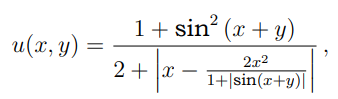 $u(x, y) = \frac{1 + \sin^2 (x + y)}{2 + \left| x - \frac{2x^2}{1 + |\sin(x+y)|} \right|},$